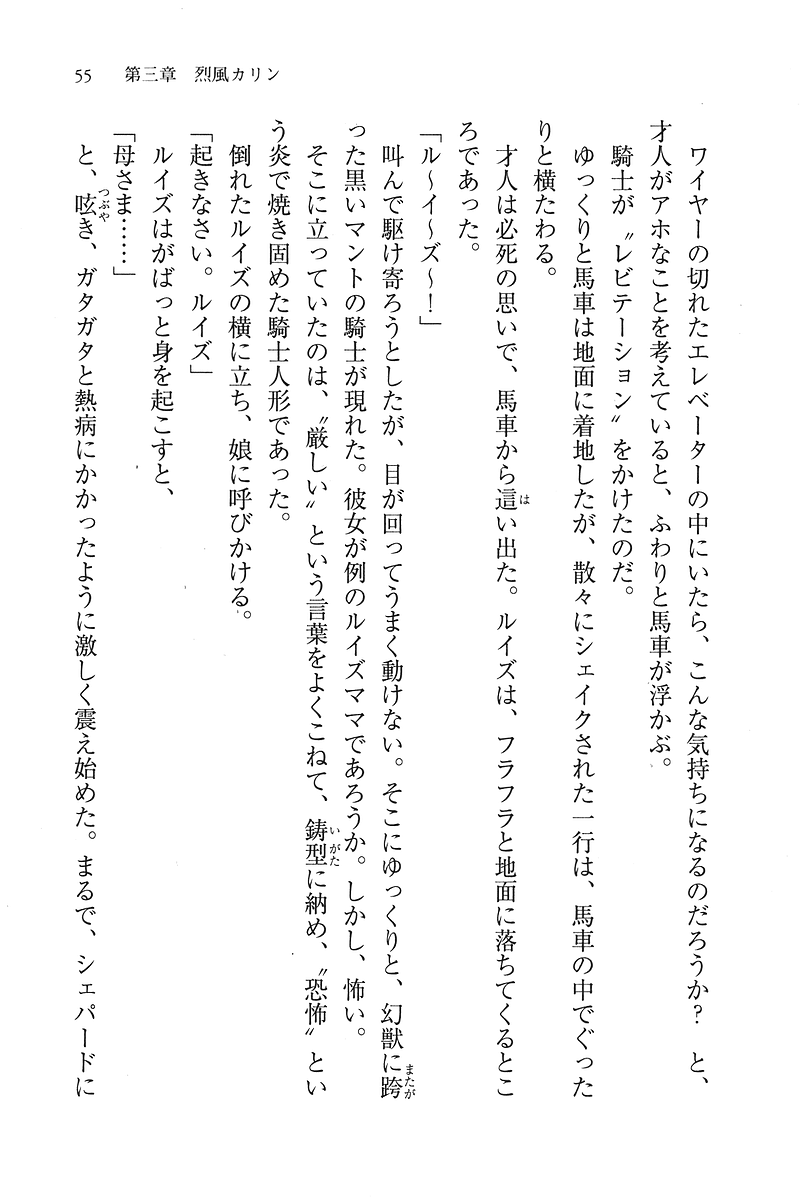 55　第三章　烈風カリン
　ワイヤーの切れたエレベーターの中にいたら、こんな気持ちになるのだろうか？　と、
才人がアホなことを考えていると、ふわりと馬車が浮かぶ。
　騎士が〝レビテーション〟をかけたのだ。
　ゆっくりと馬車は地面に着地したが、散々にシェイクされた一行は、馬車の中でぐった
りと横たわる。
　才人は必死の思いで、馬車から這い出た。ルイズは、フラフラと地面に落ちてくるとこ
ろであった。
「ル〜イ〜ズ〜！」
　叫んで駆け寄ろうとしたが、目が回ってうまく動けない。そこにゆっくりと、幻獣に跨
った黒いマントの騎士が現れた。彼女が例のルイズママであろうか。しかし、怖い。
　そこに立っていたのは、〝厳しい〟という言葉をよくこねて、鋳型に納め、〝恐怖〟とい
う炎で焼き固めた騎士人形であった。
　倒れたルイズの横に立ち、娘に呼びかける。
「起きなさい。ルイズ」
　ルイズはがばっと身を起こすと、
「母さま……」
　と、呟き、ガタガタと熱病にかかったように激しく震え始めた。まるで、シェパードに